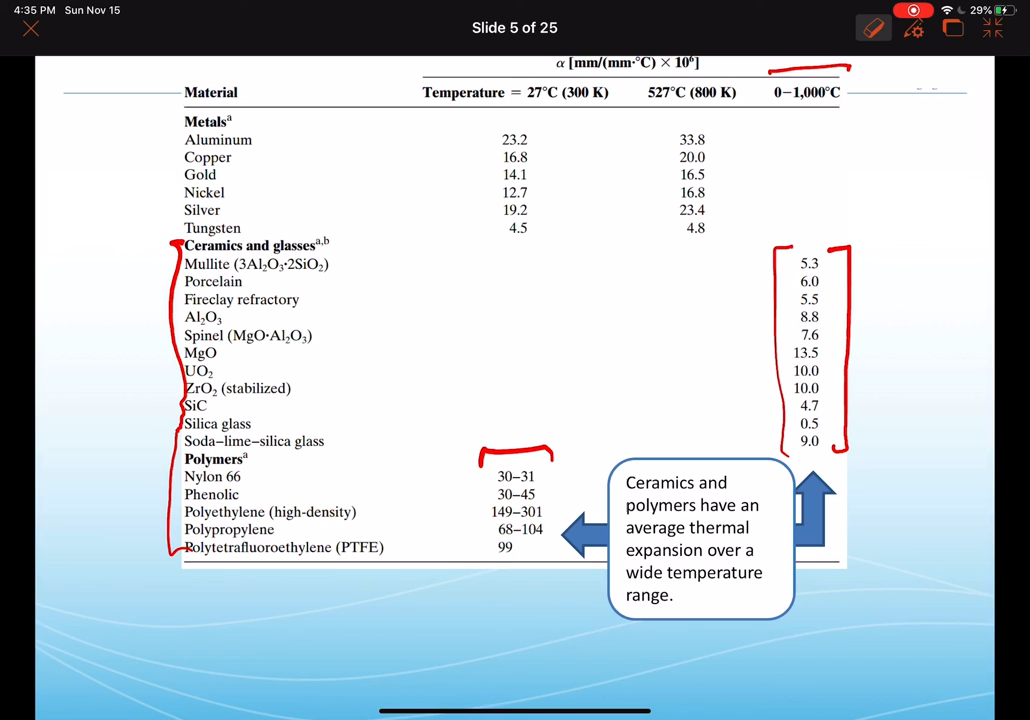 4:35 PM Sun Nov 15 29%
Slide 5 of 25
α [mm/(mm·°C) × 10⁶]
Material Temperature = 27°C (300 K) 527°C (800 K) 0–1,000°C
Metalsᵃ
Aluminum 23.2 33.8
Copper 16.8 20.0
Gold 14.1 16.5
Nickel 12.7 16.8
Silver 19.2 23.4
Tungsten 4.5 4.8
Ceramics and glassesᵃ,ᵇ
Mullite (3Al₂O₃·2SiO₂) 5.3
Porcelain 6.0
Fireclay refractory 5.5
Al₂O₃ 8.8
Spinel (MgO·Al₂O₃) 7.6
MgO 13.5
UO₂ 10.0
ZrO₂ (stabilized) 10.0
SiC 4.7
Silica glass 0.5
Soda–lime–silica glass 9.0
Polymersᵃ
Nylon 66 30–31
Phenolic 30–45
Polyethylene (high-density) 149–301
Polypropylene 68–104
Polytetrafluoroethylene (PTFE) 99
Ceramics and
polymers have an
average thermal
expansion over a
wide temperature
range.